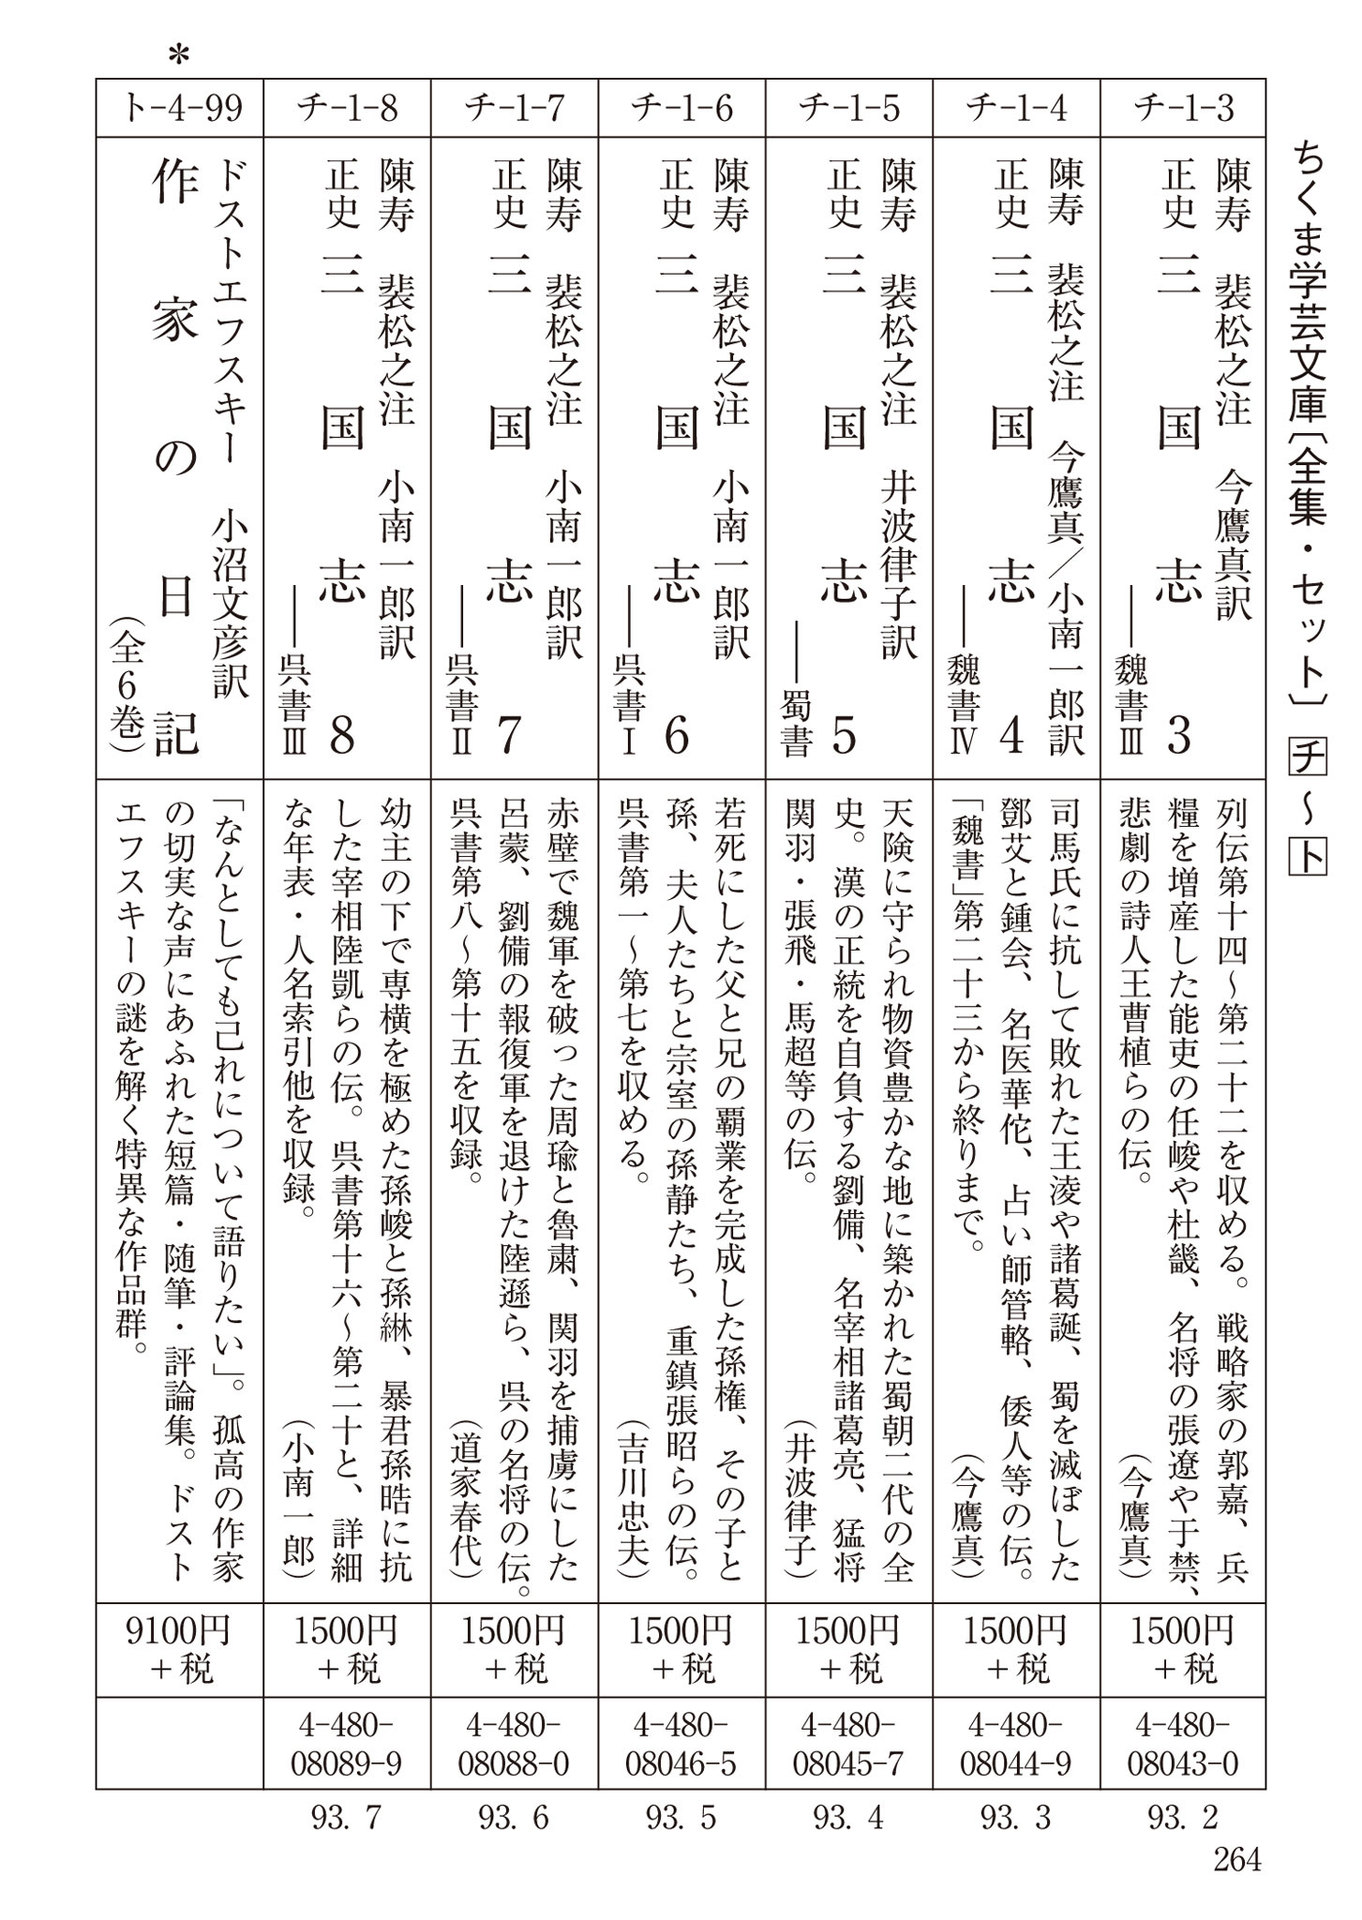 ちくま学芸文庫〔全集・セット〕チ〜ト
チ-1-3
陳寿　裴松之注　今鷹真訳
正史 三国志 3
――魏書Ⅲ
列伝第十四〜第二十二を収める。戦略家の郭嘉、兵
糧を増産した能吏の任峻や杜畿、名将の張遼や于禁、
悲劇の詩人王曹植らの伝。
（今鷹真）
1500円
＋税
4-480-
08043-0
93. 2
チ-1-4
陳寿　裴松之注　今鷹真／小南一郎訳
正史 三国志 4
――魏書Ⅳ
司馬氏に抗して敗れた王淩や諸葛誕、蜀を滅ぼした
鄧艾と鍾会、名医華佗、占い師管輅、倭人等の伝。
「魏書」第二十三から終りまで。
（今鷹真）
1500円
＋税
4-480-
08044-9
93. 3
チ-1-5
陳寿　裴松之注　井波律子訳
正史 三国志 5
――蜀書
天険に守られ物資豊かな地に築かれた蜀朝二代の全
史。漢の正統を自負する劉備、名宰相諸葛亮、猛将
関羽・張飛・馬超等の伝。
（井波律子）
1500円
＋税
4-480-
08045-7
93. 4
チ-1-6
陳寿　裴松之注　小南一郎訳
正史 三国志 6
――呉書Ⅰ
若死にした父と兄の覇業を完成した孫権、その子と
孫、夫人たちと宗室の孫静たち、重鎮張昭らの伝。
呉書第一〜第七を収める。
（吉川忠夫）
1500円
＋税
4-480-
08046-5
93. 5
チ-1-7
陳寿　裴松之注　小南一郎訳
正史 三国志 7
――呉書Ⅱ
赤壁で魏軍を破った周瑜と魯粛、関羽を捕虜にした
呂蒙、劉備の報復軍を退けた陸遜ら、呉の名将の伝。
呉書第八〜第十五を収録。
（道家春代）
1500円
＋税
4-480-
08088-0
93. 6
チ-1-8
陳寿　裴松之注　小南一郎訳
正史 三国志 8
――呉書Ⅲ
幼主の下で専横を極めた孫峻と孫綝、暴君孫晧に抗
した宰相陸凱らの伝。呉書第十六〜第二十と、詳細
な年表・人名索引他を収録。
（小南一郎）
1500円
＋税
4-480-
08089-9
93. 7
＊
ト-4-99
ドストエフスキー　小沼文彦訳
作家の日記
（全6巻）
「なんとしても己れについて語りたい」。孤高の作家
の切実な声にあふれた短篇・随筆・評論集。ドスト
エフスキーの謎を解く特異な作品群。
9100円
＋税
264